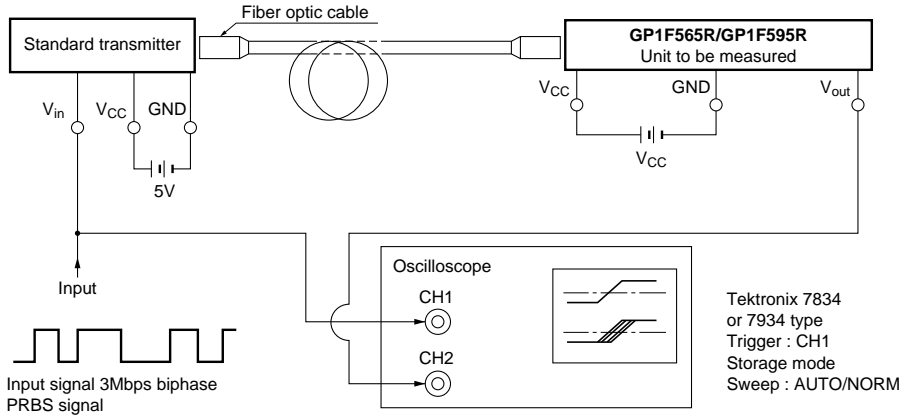 Fiber optic cable
Standard transmitter
GP1F565R/GP1F595R
Unit to be measured
Vin
VCC
GND
VCC
GND
Vout
5V
VCC
Input
Oscilloscope
CH1
CH2
Tektronix 7834
or 7934 type
Trigger : CH1
Storage mode
Sweep : AUTO/NORM
Input signal 3Mbps biphase
PRBS signal